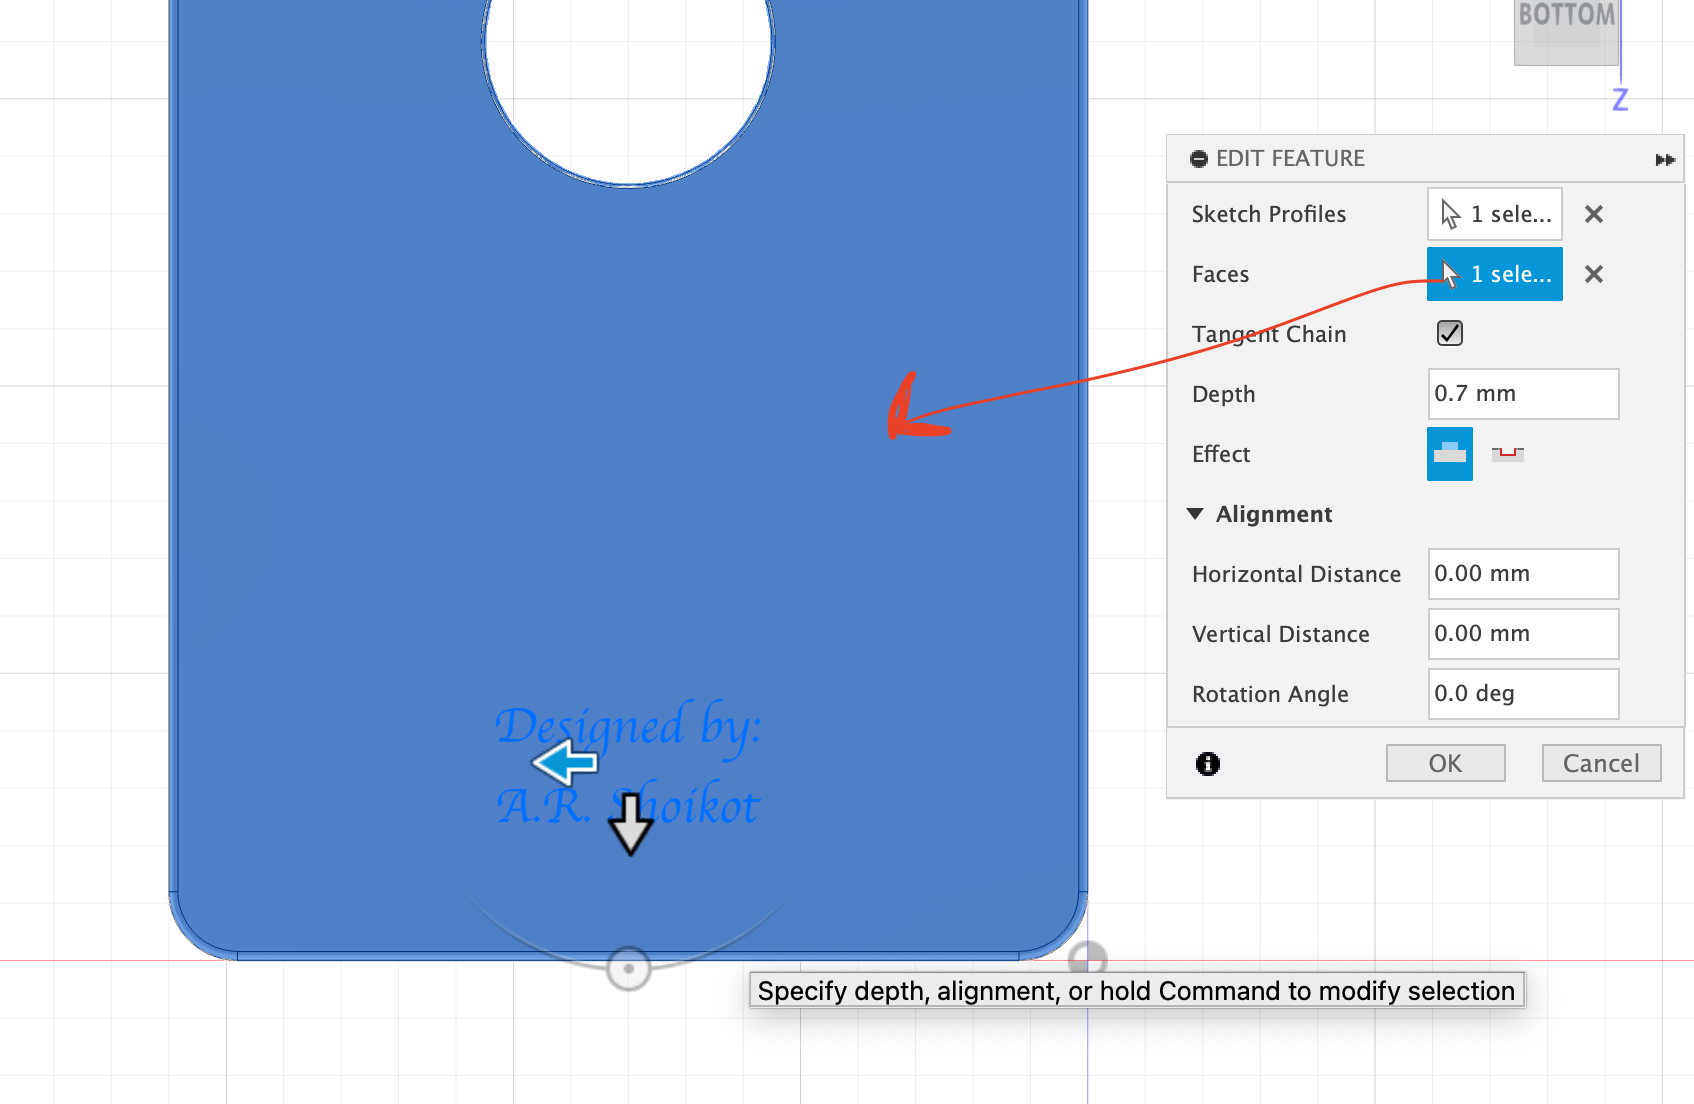 BOTTOM
Z
EDIT FEATURE
Sketch Profiles 1 sele...
Faces 1 sele...
Tangent Chain
Depth 0.7 mm
Effect
Alignment
Horizontal Distance 0.00 mm
Vertical Distance 0.00 mm
Rotation Angle 0.0 deg
OK Cancel
Designed by:
A.R. Shoikot
Specify depth, alignment, or hold Command to modify selection